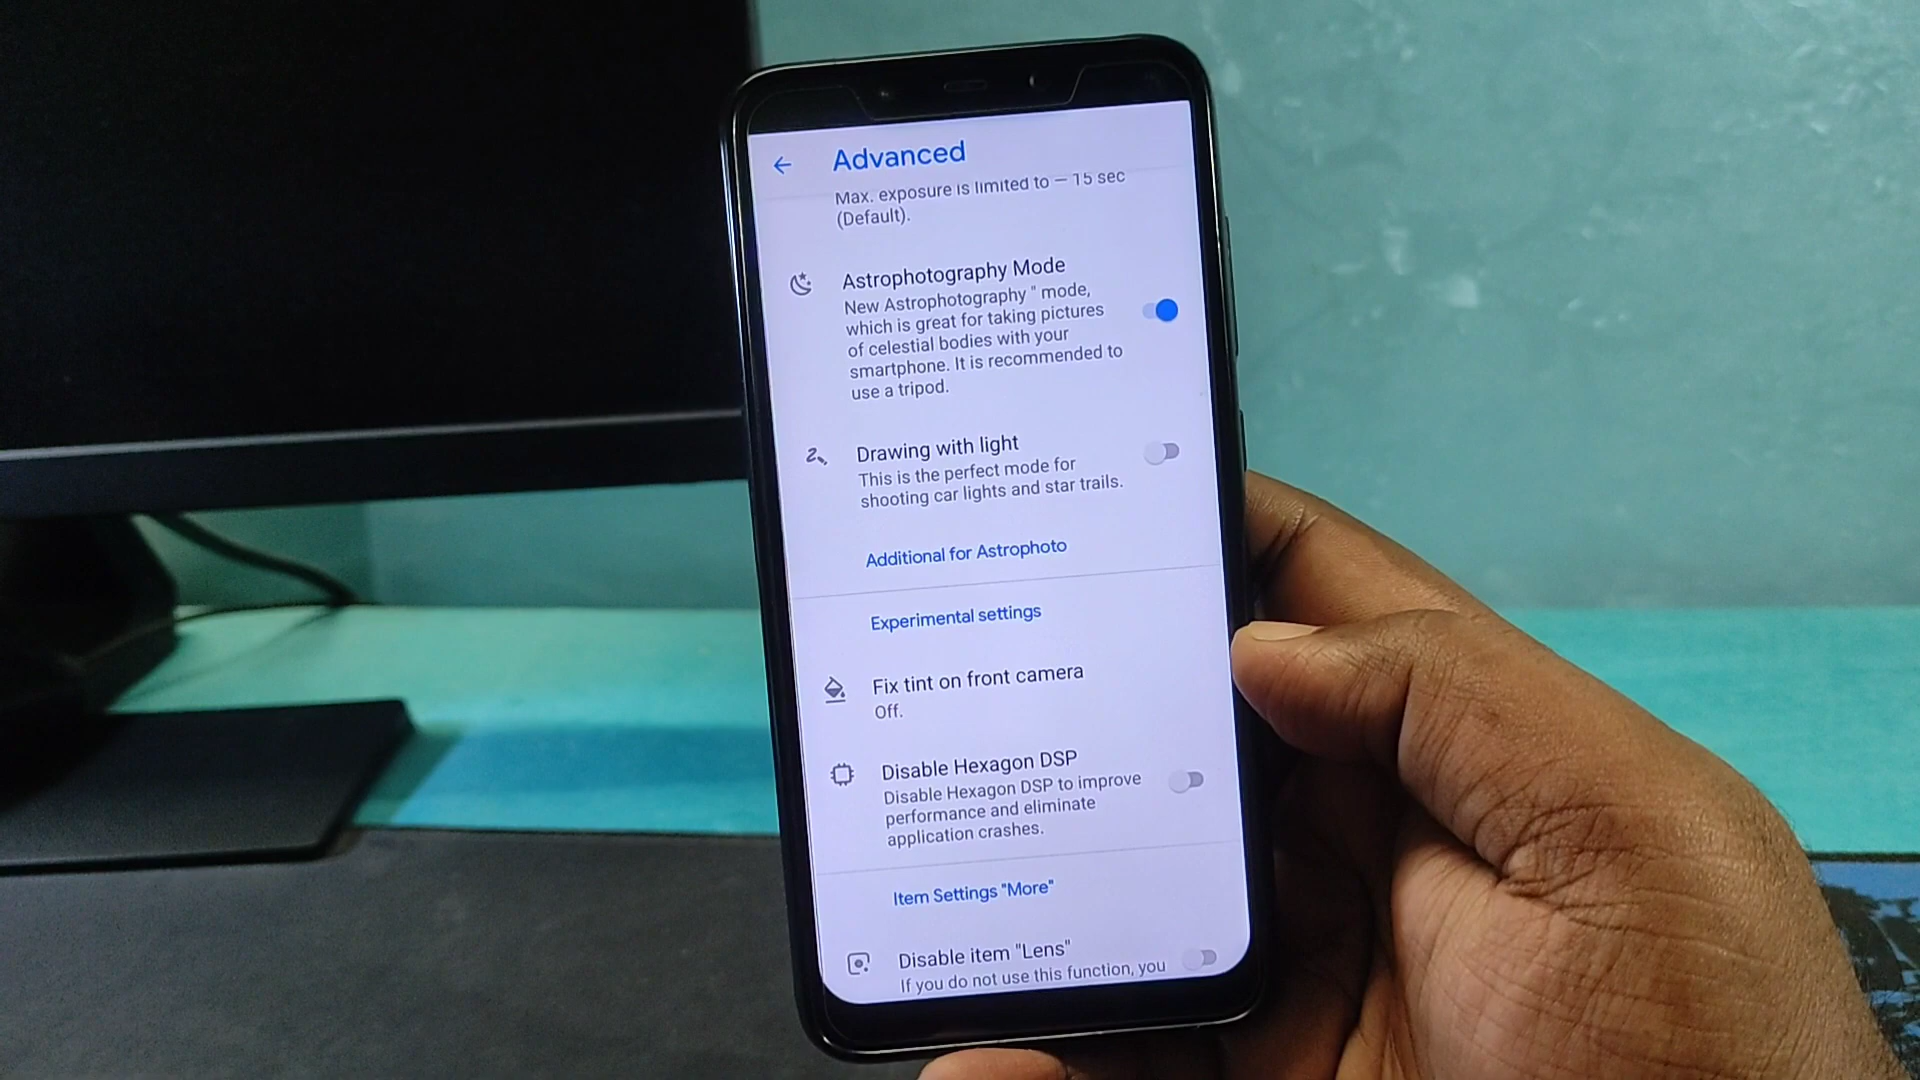 Advanced
Max. exposure is limited to — 15 sec
(Default).
Astrophotography Mode
New Astrophotography " mode,
which is great for taking pictures
of celestial bodies with your
smartphone. It is recommended to
use a tripod.
Drawing with light
This is the perfect mode for
shooting car lights and star trails.
Additional for Astrophoto
Experimental settings
Fix tint on front camera
Off.
Disable Hexagon DSP
Disable Hexagon DSP to improve
performance and eliminate
application crashes.
Item Settings "More"
Disable item "Lens"
If you do not use this function, you